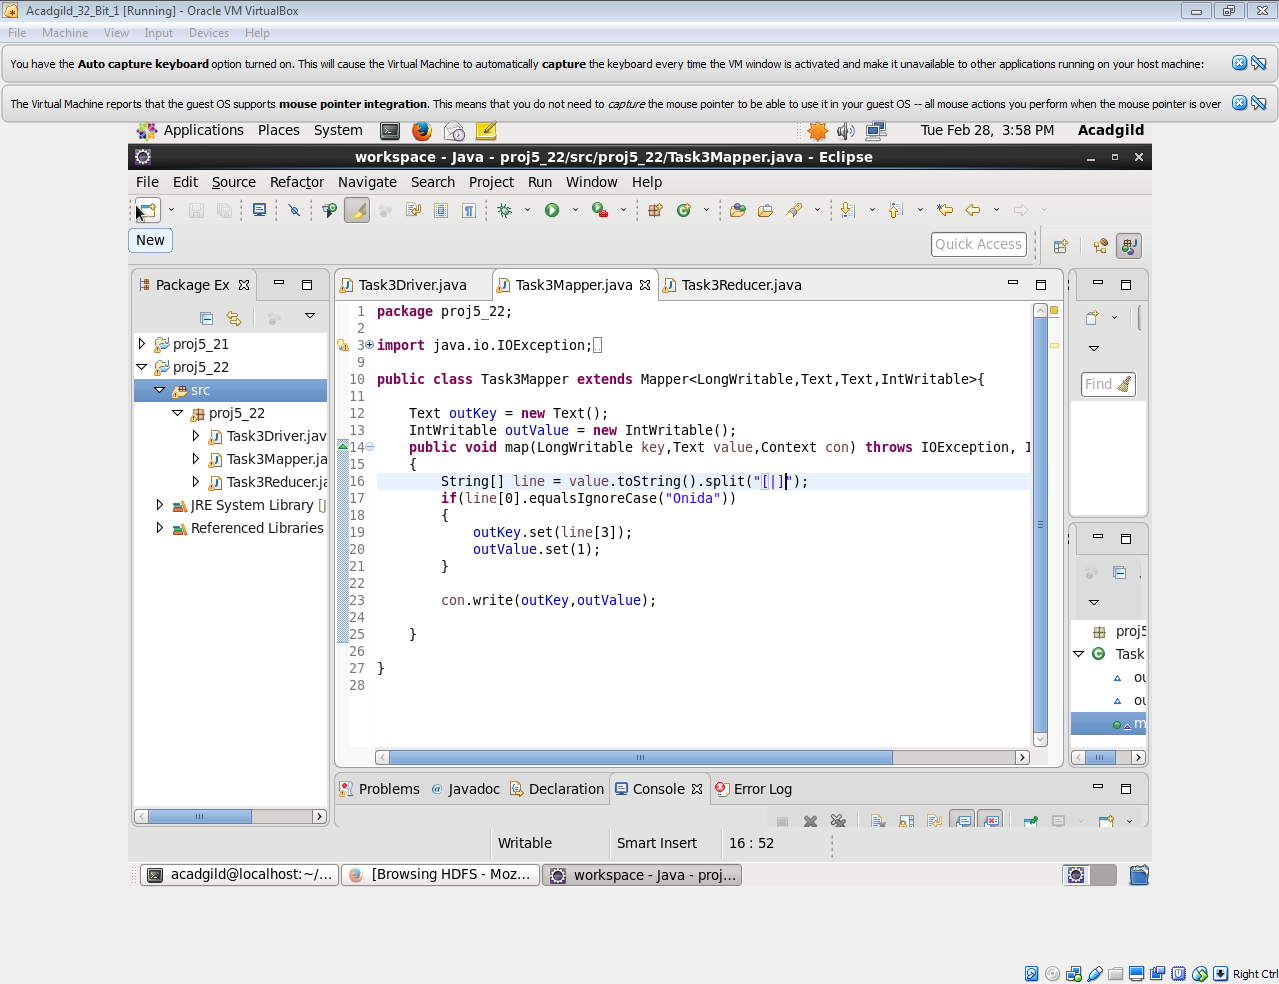 Acadgild_32_Bit_1 [Running] - Oracle VM VirtualBox
File Machine View Input Devices Help
You have the Auto capture keyboard option turned on. This will cause the Virtual Machine to automatically capture the keyboard every time the VM window is activated and make it unavailable to other applications running on your host machine:
The Virtual Machine reports that the guest OS supports mouse pointer integration. This means that you do not need to capture the mouse pointer to be able to use it in your guest OS -- all mouse actions you perform when the mouse pointer is over
Applications Places System Tue Feb 28, 3:58 PM Acadgild
workspace - Java - proj5_22/src/proj5_22/Task3Mapper.java - Eclipse
File Edit Source Refactor Navigate Search Project Run Window Help
New
Quick Access
Package Ex
proj5_21
proj5_22
src
proj5_22
Task3Driver.jav
Task3Mapper.ja
Task3Reducer.ja
JRE System Library [J
Referenced Libraries
Task3Driver.java Task3Mapper.java Task3Reducer.java
1 package proj5_22;
2
3 import java.io.IOException;
9
10 public class Task3Mapper extends Mapper<LongWritable,Text,Text,IntWritable>{
11
12 Text outKey = new Text();
13 IntWritable outValue = new IntWritable();
14 public void map(LongWritable key,Text value,Context con) throws IOException, I
15 {
16 String[] line = value.toString().split("[|]");
17 if(line[0].equalsIgnoreCase("Onida"))
18 {
19 outKey.set(line[3]);
20 outValue.set(1);
21 }
22
23 con.write(outKey,outValue);
24
25 }
26
27 }
28
Find
proj5
Task
ou
ou
m
Problems @ Javadoc Declaration Console Error Log
Writable Smart Insert 16 : 52
acadgild@localhost:~/... [Browsing HDFS - Moz... workspace - Java - proj...
Right Ctrl